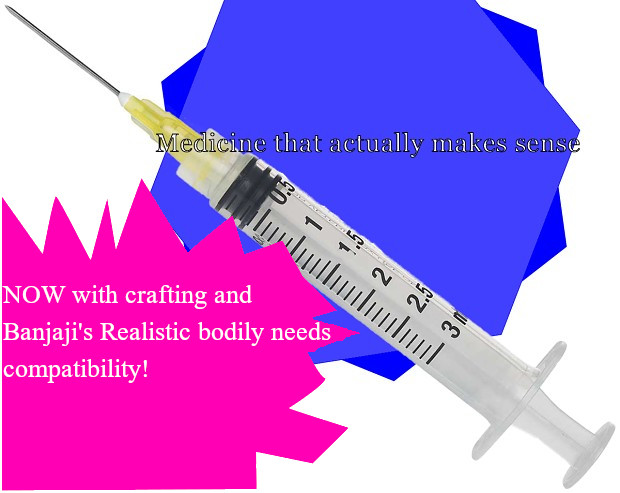 Medicine that actually makes sense
0.5
1
1.5
2
2.5
3 m
NOW with crafting and
Banjaji's Realistic bodily needs
compatibility!